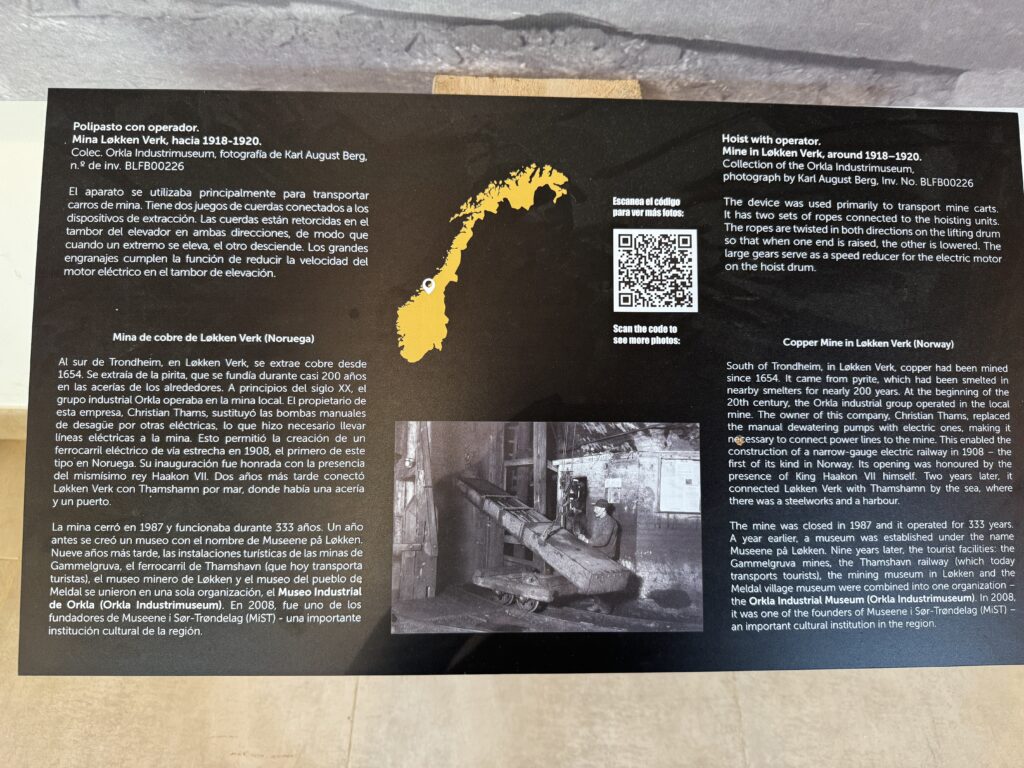 Polipasto con operador.
Mina Løkken Verk, hacia 1918-1920.
Colec. Orkla Industrimuseum, fotografía de Karl August Berg,
n.º de inv. BLFB00226
El aparato se utilizaba principalmente para transportar
carros de mina. Tiene dos juegos de cuerdas conectados a los
dispositivos de extracción. Las cuerdas están retorcidas en el
tambor del elevador en ambas direcciones, de modo que
cuando un extremo se eleva, el otro desciende. Los grandes
engranajes cumplen la función de reducir la velocidad del
motor eléctrico en el tambor de elevación.
Mina de cobre de Løkken Verk (Noruega)
Al sur de Trondheim, en Løkken Verk, se extrae cobre desde
1654. Se extraía de la pirita, que se fundía durante casi 200 años
en las acerías de los alrededores. A principios del siglo XX, el
grupo industrial Orkla operaba en la mina local. El propietario de
esta empresa, Christian Thams, sustituyó las bombas manuales
de desagüe por otras eléctricas, lo que hizo necesario llevar
líneas eléctricas a la mina. Esto permitió la creación de un
ferrocarril eléctrico de vía estrecha en 1908, el primero de este
tipo en Noruega. Su inauguración fue honrada con la presencia
del mismísimo rey Haakon VII. Dos años más tarde conectó
Løkken Verk con Thamshamn por mar, donde había una acería
y un puerto.
La mina cerró en 1987 y funcionaba durante 333 años. Un año
antes se creó un museo con el nombre de Museene på Løkken.
Nueve años más tarde, las instalaciones turísticas de las minas de
Gammelgruva, el ferrocarril de Thamshavn (que hoy transporta
turistas), el museo minero de Løkken y el museo del pueblo de
Meldal se unieron en una sola organización, el Museo Industrial
de Orkla (Orkla Industrimuseum). En 2008, fue uno de los
fundadores de Museene i Sør-Trøndelag (MiST) - una importante
institución cultural de la región.
Escanea el código
para ver más fotos:
Scan the code to
see more photos:
Hoist with operator.
Mine in Løkken Verk, around 1918–1920.
Collection of the Orkla Industrimuseum,
photograph by Karl August Berg, Inv. No. BLFB00226
The device was used primarily to transport mine carts.
It has two sets of ropes connected to the hoisting units.
The ropes are twisted in both directions on the lifting drum
so that when one end is raised, the other is lowered. The
large gears serve as a speed reducer for the electric motor
on the hoist drum.
Copper Mine in Løkken Verk (Norway)
South of Trondheim, in Løkken Verk, copper had been mined
since 1654. It came from pyrite, which had been smelted in
nearby smelters for nearly 200 years. At the beginning of the
20th century, the Orkla industrial group operated in the local
mine. The owner of this company, Christian Thams, replaced
the manual dewatering pumps with electric ones, making it
necessary to connect power lines to the mine. This enabled the
construction of a narrow-gauge electric railway in 1908 – the
first of its kind in Norway. Its opening was honoured by the
presence of King Haakon VII himself. Two years later, it
connected Løkken Verk with Thamshamn by the sea, where
there was a steelworks and a harbour.
The mine was closed in 1987 and it operated for 333 years.
A year earlier, a museum was established under the name
Museene på Løkken. Nine years later, the tourist facilities: the
Gammelgruva mines, the Thamshavn railway (which today
transports tourists), the mining museum in Løkken and the
Meldal village museum were combined into one organization –
the Orkla Industrial Museum (Orkla Industrimuseum). In 2008,
it was one of the founders of Museene i Sør-Trøndelag (MiST) –
an important cultural institution in the region.